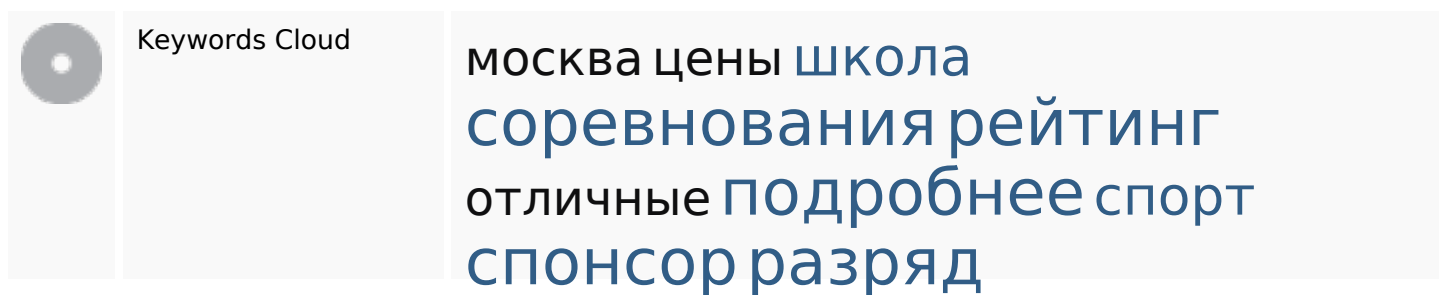 Keywords Cloud
москва цены школа
соревнования рейтинг
отличные подробнее спорт
спонсор разряд